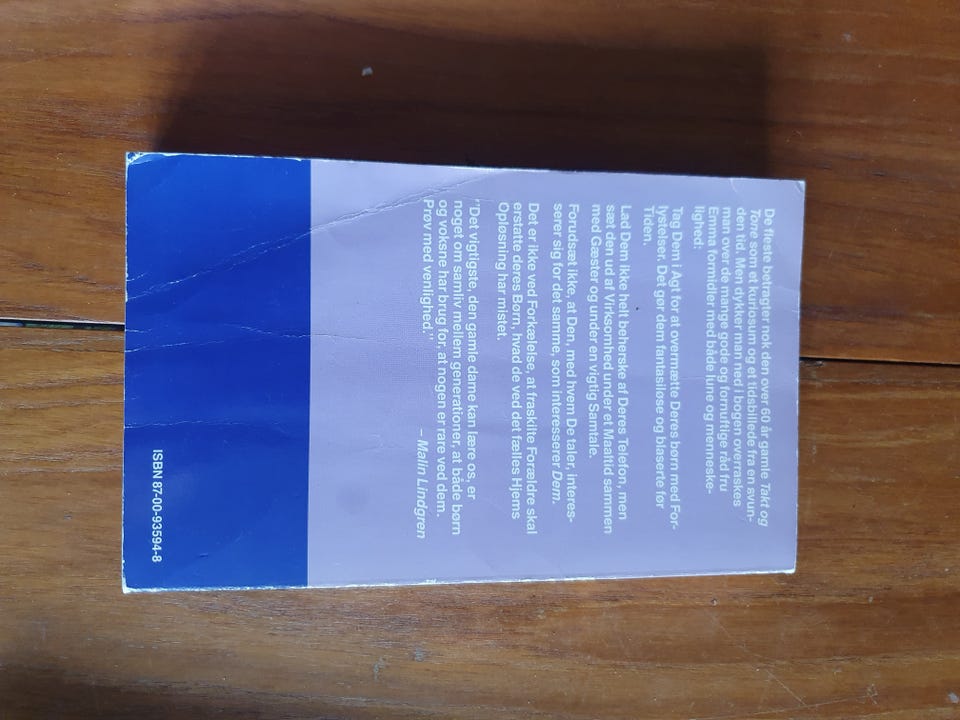 De fleste betragter nok den over 60 år gamle Takt og
Tone som et kuriosum og et tidsbillede fra en svun-
den tid. Men dykker man ned i bogen overraskes
man over de mange gode og fornuftige råd fru
Emma formidler med både lune og menneske-
lighed:
Tag Dem i Agt for at overmætte Deres børn med For-
lystelser. Det gør dem fantasiløse og blaserte før
Tiden.
Lad Dem ikke helt beherske af Deres Telefon, men
sæt den ud af Virksomhed under et Maaltid sammen
med Gæster og under en vigtig Samtale.
Forudsæt ikke, at Den, med hvem De taler, interes-
serer sig for det samme, som interesserer Dem.
Det er ikke ved Forkælelse, at fraskilte Forældre skal
erstatte deres Børn, hvad de ved det fælles Hjems
Opløsning har mistet.
"Det vigtigste, den gamle dame kan lære os, er
noget om samliv mellem generationer, at både børn
og voksne har brug for, at nogen er rare ved dem.
Prøv med venlighed."
– Malin Lindgren
ISBN 87-00-93594-8